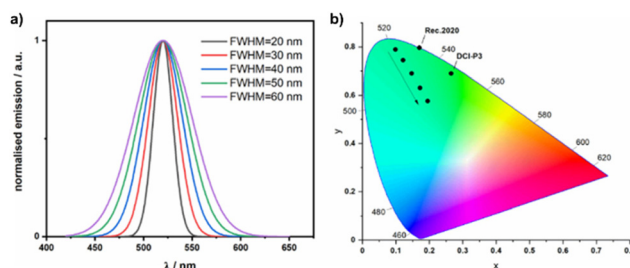 a)
normalised emission / a.u.
1
0
FWHM=20 nm
FWHM=30 nm
FWHM=40 nm
FWHM=50 nm
FWHM=60 nm
400 450 500 550 600 650
λ / nm
b)
y
0.8
0.6
0.4
0.2
0.0
0.0 0.1 0.2 0.3 0.4 0.5 0.6 0.7 0.8
x
Rec.2020
DCI-P3
520
540
560
580
600
620
500
480
460